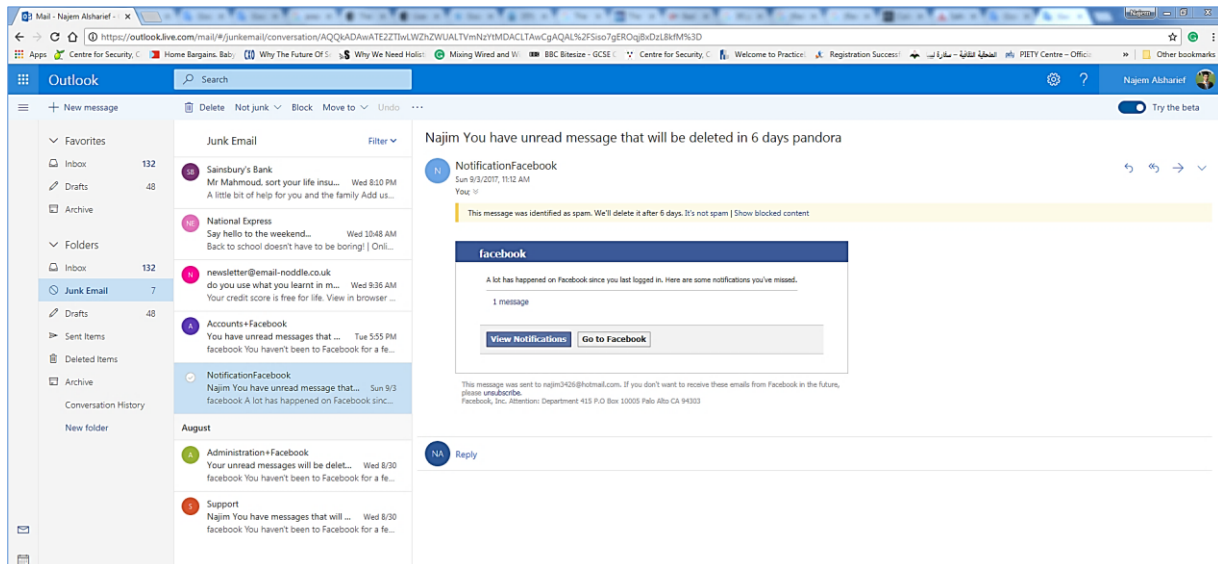 Mail - Najem Alsharif -
Najem
https://outlook.live.com/mail/#/junkemail/conversation/
Apps
Centre for Security, C
Home Bargains. Baby
Why The Future Of S
Why We Need Holist
Mixing Wired and Wi
BBC Bitesize - GCSE C
Centre for Security, C
Welcome to Practice
Registration Success!
PIETY Centre – Offici
»
Other bookmarks
Outlook
Search
?
Najem Alsharief
+ New message
Delete
Not junk
Block
Move to
Undo
...
Try the beta
Favorites
Inbox 132
Drafts 48
Archive
Folders
Inbox 132
Junk Email 7
Drafts 48
Sent Items
Deleted Items
Archive
Conversation History
New folder
Junk Email
Filter
SB
Sainsbury's Bank
Mr Mahmoud, sort your life insu... Wed 8:10 PM
A little bit of help for you and the family Add us...
NE
National Express
Say hello to the weekend... Wed 10:48 AM
Back to school doesn't have to be boring! | Onli...
N
newsletter@email-noddle.co.uk
do you use what you learnt in m... Wed 9:36 AM
Your credit score is free for life. View in browser ...
A
Accounts+Facebook
You have unread messages that ... Tue 5:55 PM
facebook You haven't been to Facebook for a fe...
NotificationFacebook
Najim You have unread message that... Sun 9/3
facebook A lot has happened on Facebook sinc...
August
A
Administration+Facebook
Your unread messages will be delet... Wed 8/30
facebook You haven't been to Facebook for a fe...
S
Support
Najim You have messages that will ... Wed 8/30
facebook You haven't been to Facebook for a fe...
Najim You have unread message that will be deleted in 6 days pandora
N
NotificationFacebook
Sun 9/3/2017, 11:12 AM
You;
This message was identified as spam. We'll delete it after 6 days. It's not spam | Show blocked content
facebook
A lot has happened on Facebook since you last logged in. Here are some notifications you've missed.
1 message
View Notifications
Go to Facebook
This message was sent to najim3426@hotmail.com. If you don't want to receive these emails from Facebook in the future,
please unsubscribe.
Facebook, Inc. Attention: Department 415 P.O Box 10005 Palo Alto CA 94303
NA
Reply